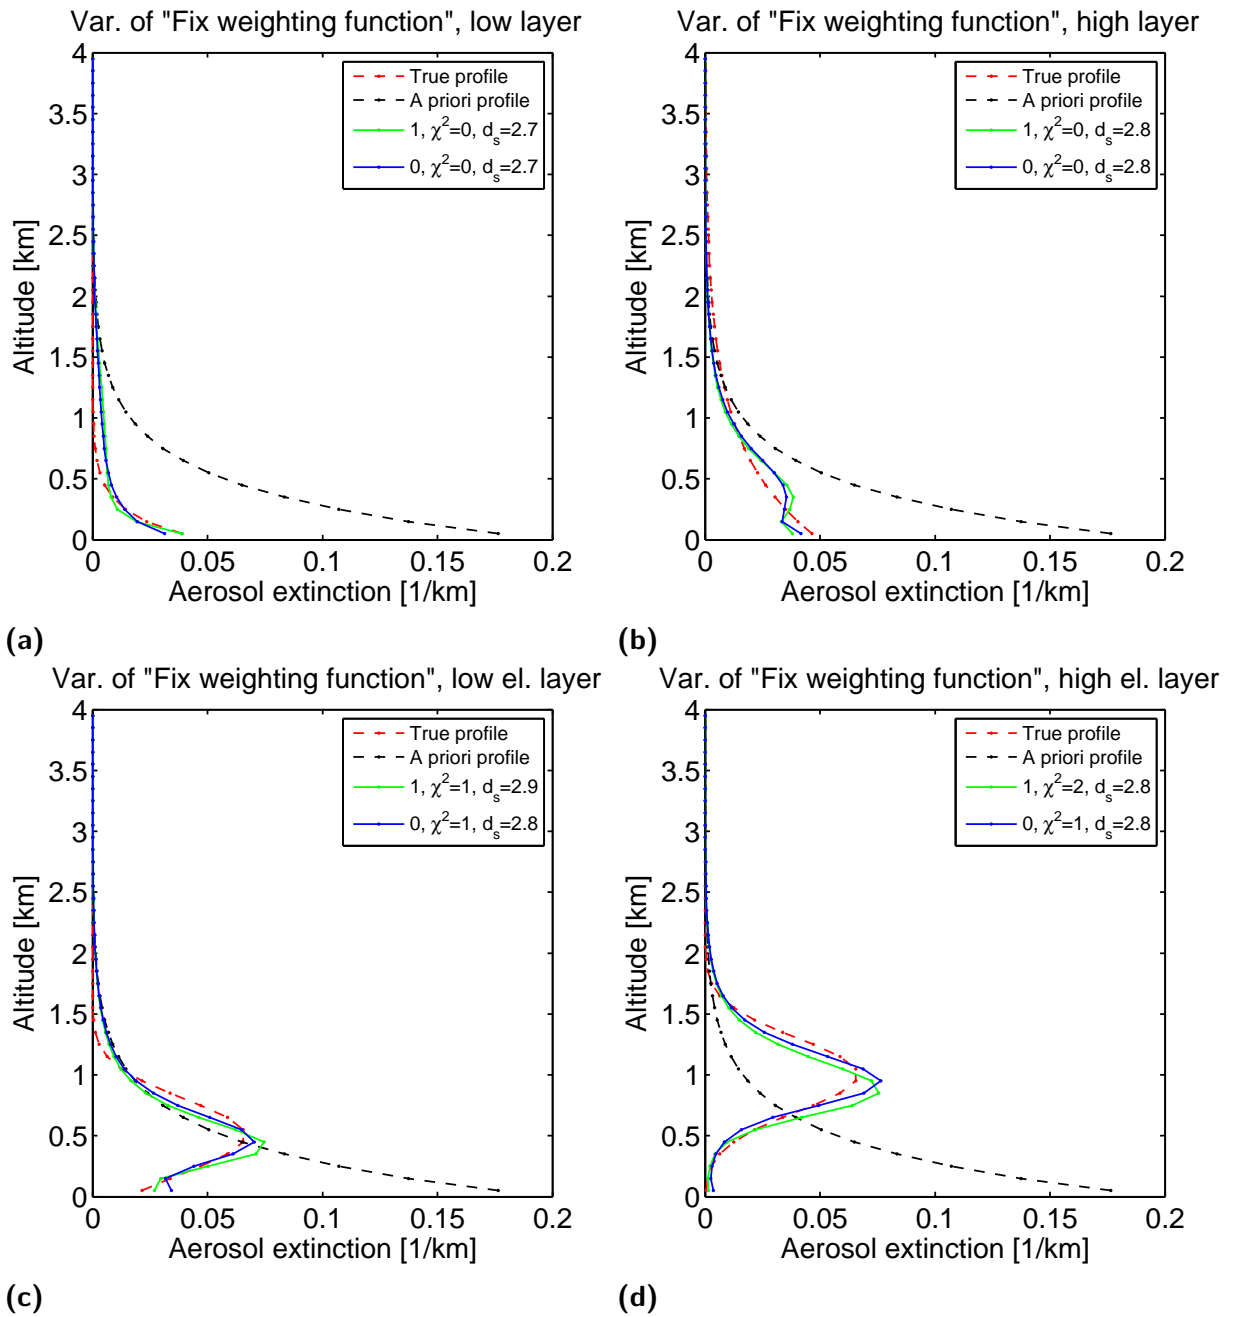 Var. of "Fix weighting function", low layer
4
3.5
3
2.5
2
1.5
1
0.5
0
Altitude [km]
True profile
A priori profile
1, χ²=0, dₛ=2.7
0, χ²=0, dₛ=2.7
0 0.05 0.1 0.15 0.2
Aerosol extinction [1/km]
(a)
Var. of "Fix weighting function", high layer
4
3.5
3
2.5
2
1.5
1
0.5
0
Altitude [km]
True profile
A priori profile
1, χ²=0, dₛ=2.8
0, χ²=0, dₛ=2.8
0 0.05 0.1 0.15 0.2
Aerosol extinction [1/km]
(b)
Var. of "Fix weighting function", low el. layer
4
3.5
3
2.5
2
1.5
1
0.5
0
Altitude [km]
True profile
A priori profile
1, χ²=1, dₛ=2.9
0, χ²=1, dₛ=2.8
0 0.05 0.1 0.15 0.2
Aerosol extinction [1/km]
(c)
Var. of "Fix weighting function", high el. layer
4
3.5
3
2.5
2
1.5
1
0.5
0
Altitude [km]
True profile
A priori profile
1, χ²=2, dₛ=2.8
0, χ²=1, dₛ=2.8
0 0.05 0.1 0.15 0.2
Aerosol extinction [1/km]
(d)